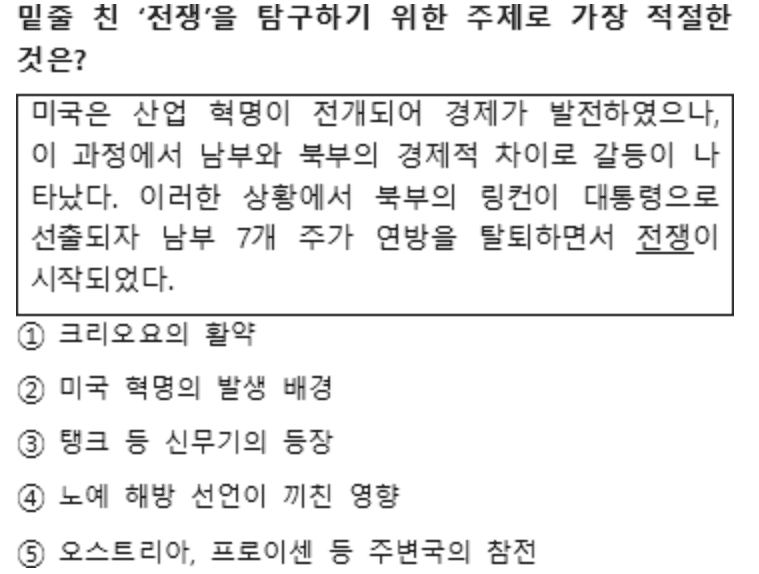 밑줄 친 ‘전쟁’을 탐구하기 위한 주제로 가장 적절한
것은?
미국은 산업 혁명이 전개되어 경제가 발전하였으나,
이 과정에서 남부와 북부의 경제적 차이로 갈등이 나
타났다. 이러한 상황에서 북부의 링컨이 대통령으로
선출되자 남부 7개 주가 연방을 탈퇴하면서 전쟁이
시작되었다.
① 크리오요의 활약
② 미국 혁명의 발생 배경
③ 탱크 등 신무기의 등장
④ 노예 해방 선언이 끼친 영향
⑤ 오스트리아, 프로이센 등 주변국의 참전